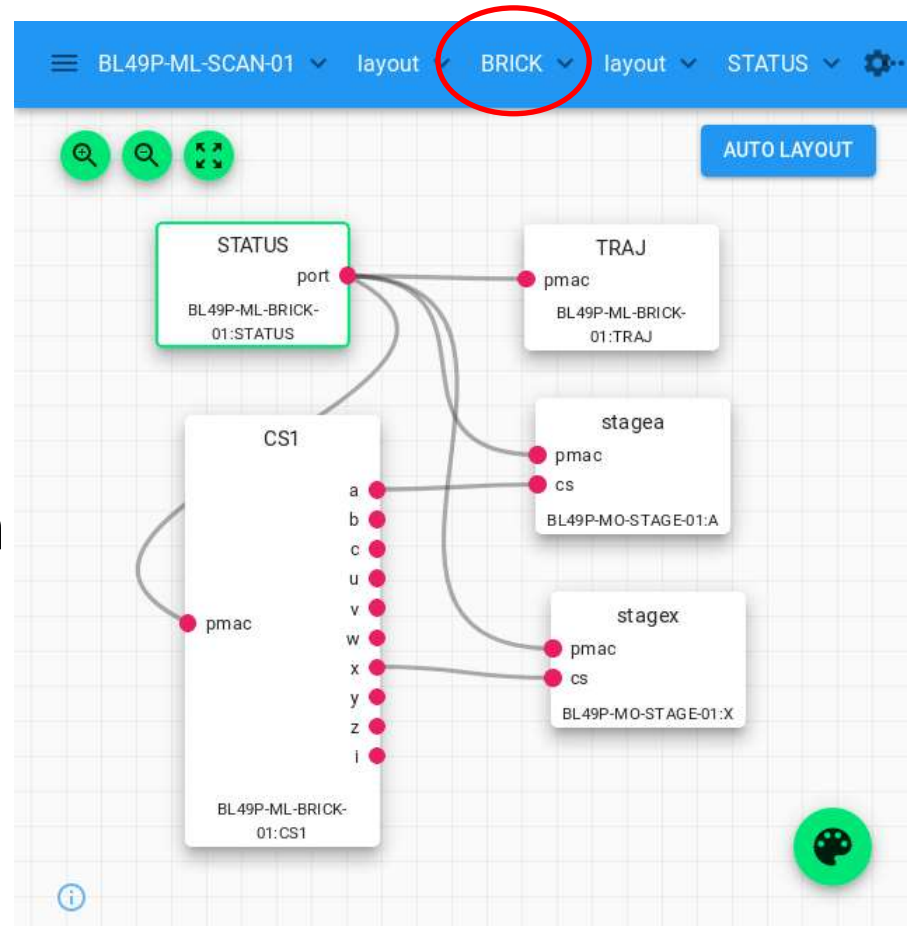 BL49P-ML-SCAN-01 layout BRICK layout STATUS
AUTO LAYOUT
STATUS
port
BL49P-ML-BRICK-
01:STATUS
TRAJ
pmac
BL49P-ML-BRICK-
01:TRAJ
CS1
a
b
c
u
v
w
x
y
z
i
pmac
BL49P-ML-BRICK-
01:CS1
stagea
pmac
cs
BL49P-MO-STAGE-01:A
stagex
pmac
cs
BL49P-MO-STAGE-01:X